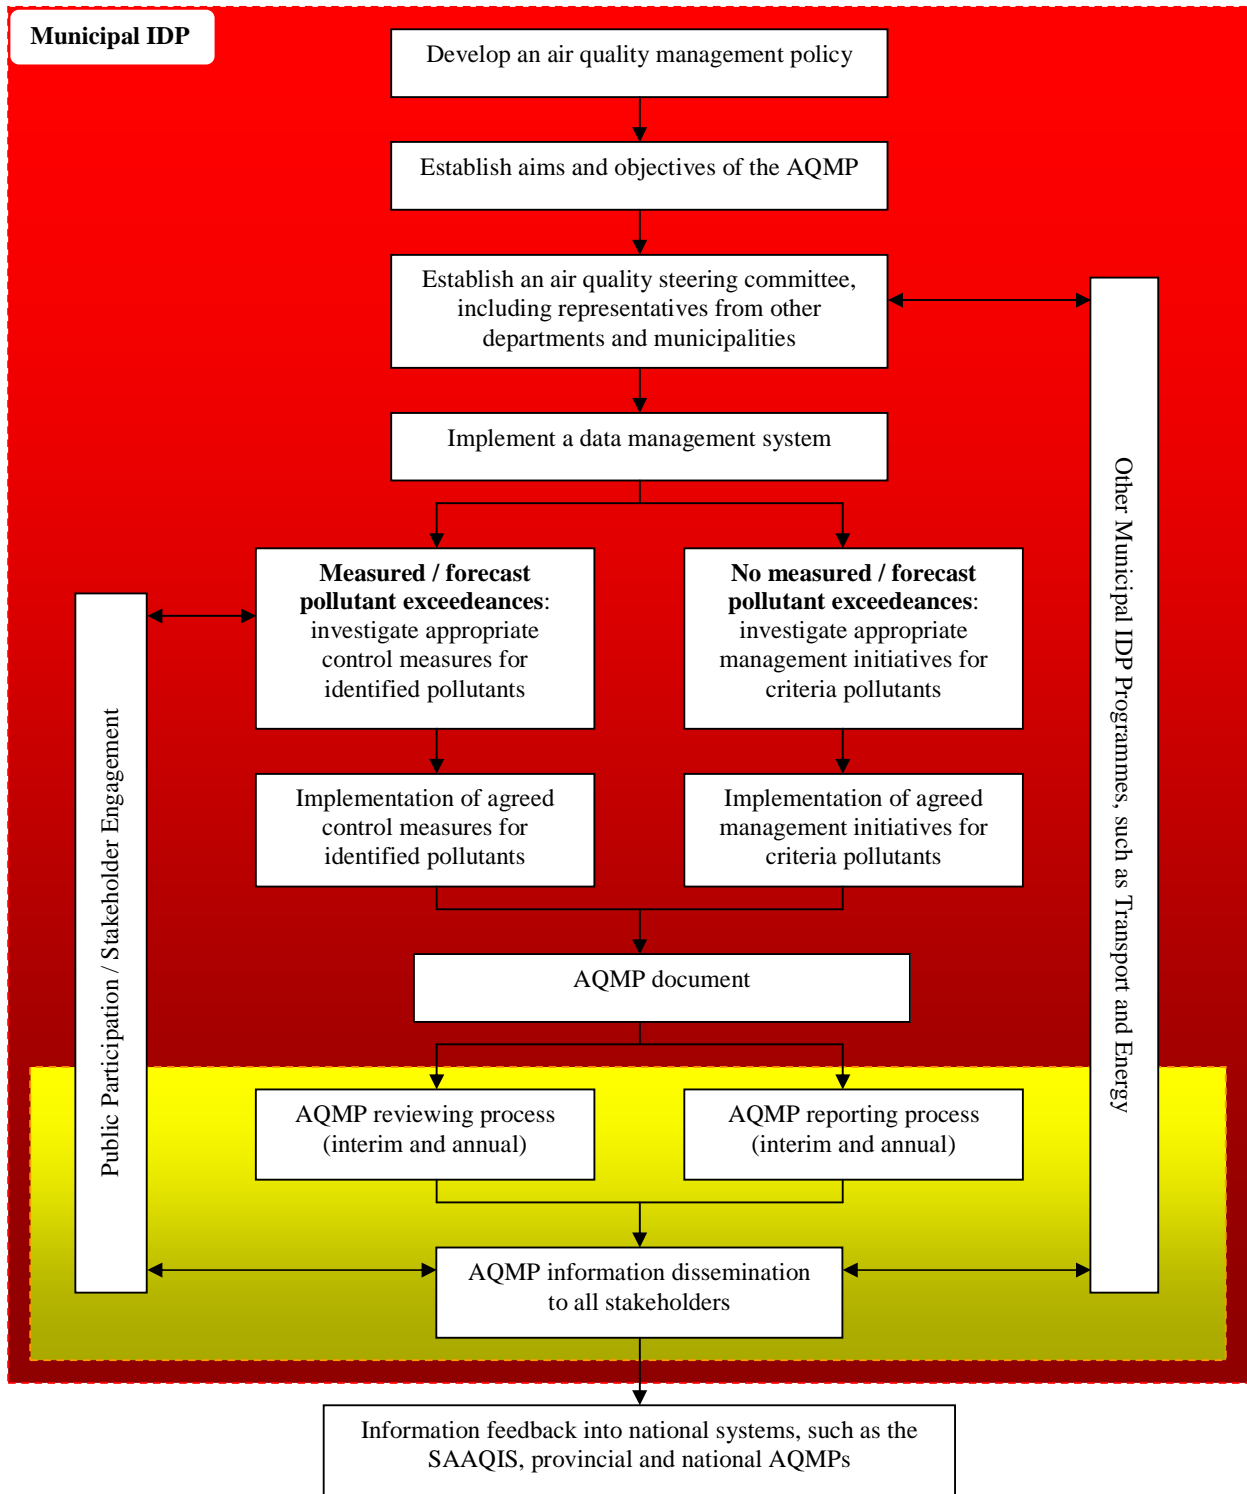 Municipal IDP
Develop an air quality management policy
Establish aims and objectives of the AQMP
Establish an air quality steering committee,
including representatives from other
departments and municipalities
Implement a data management system
Measured / forecast
pollutant exceedeances:
investigate appropriate
control measures for
identified pollutants
No measured / forecast
pollutant exceedeances:
investigate appropriate
management initiatives for
criteria pollutants
Implementation of agreed
control measures for
identified pollutants
Implementation of agreed
management initiatives for
criteria pollutants
Public Participation / Stakeholder Engagement
Other Municipal IDP Programmes, such as Transport and Energy
AQMP document
AQMP reviewing process
(interim and annual)
AQMP reporting process
(interim and annual)
AQMP information dissemination
to all stakeholders
Information feedback into national systems, such as the
SAAQIS, provincial and national AQMPs